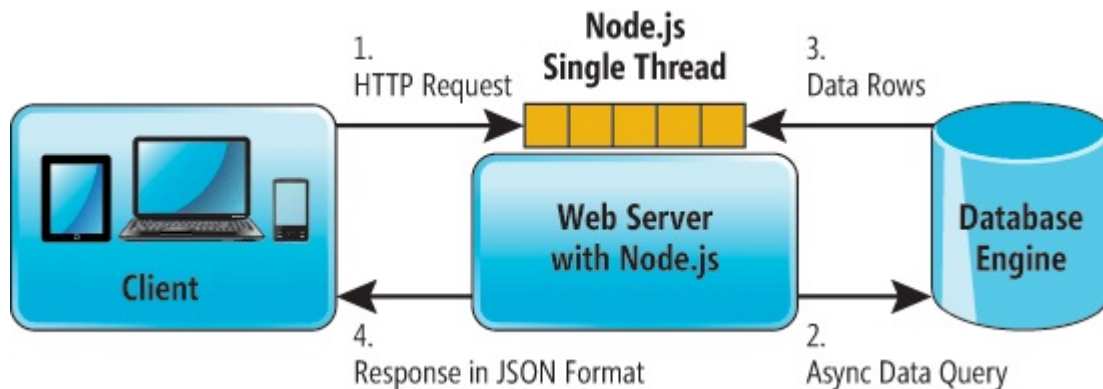 Node.js
Single Thread
1.
HTTP Request
3.
Data Rows
Client
Web Server
with Node.js
Database
Engine
4.
Response in JSON Format
2.
Async Data Query